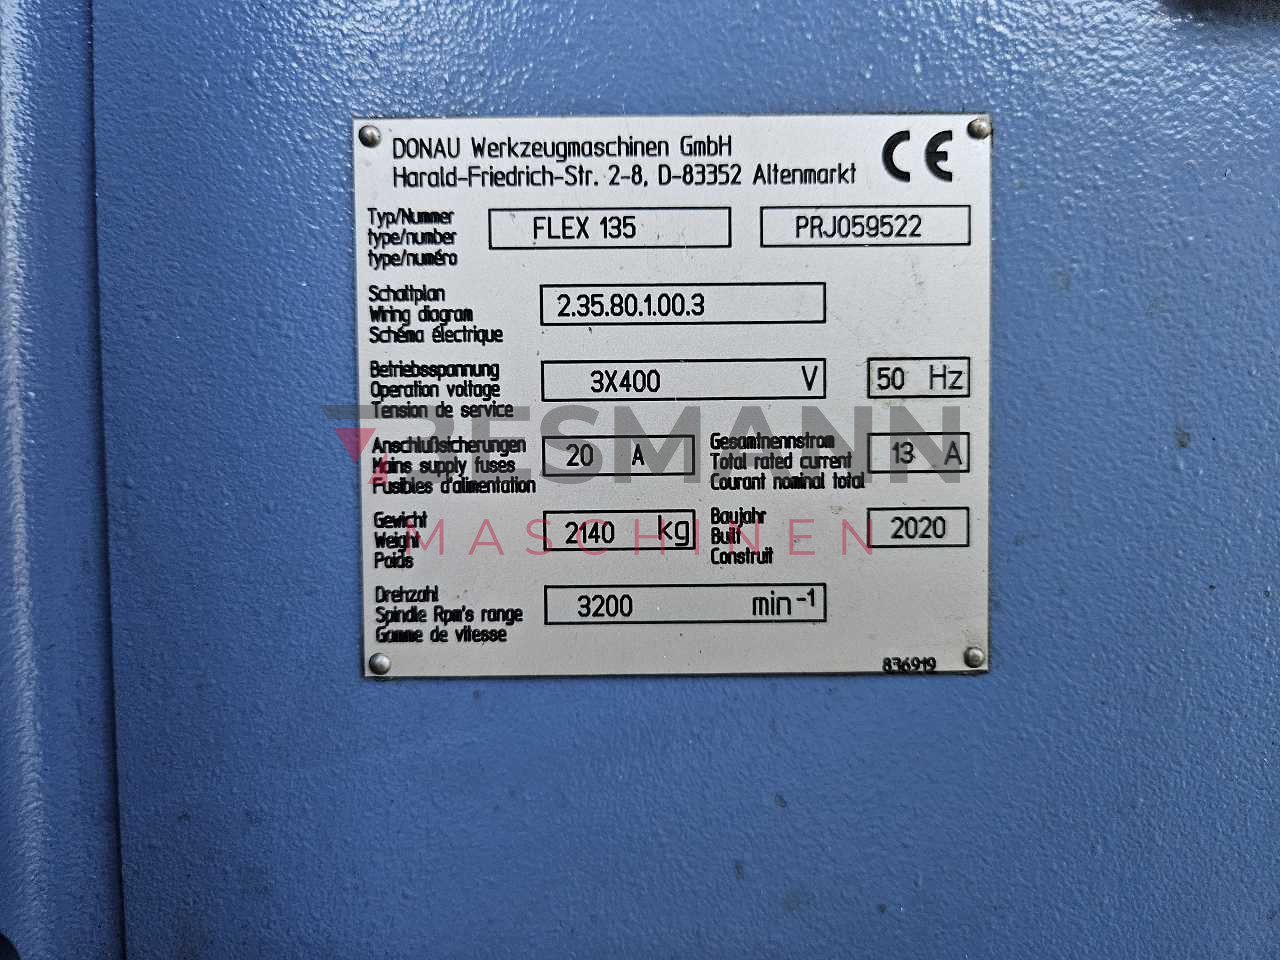 DONAU Werkzeugmaschinen GmbH
Harald-Friedrich-Str. 2-8, D-83352 Altenmarkt
CE
Typ/Nummer
type/number
type/numéro
FLEX 135
PRJ059522
Schaltplan
Wiring diagram
Schéma électrique
2.35.80.1.00.3
Betriebsspannung
Operation voltage
Tension de service
3X400 V
50 Hz
RESMANN
MASCHINEN
Anschlußsicherungen
Mains supply fuses
Fusibles d'alimentation
20 A
Gesamtnennstrom
Total rated current
Courant nominal total
13 A
Gewicht
Weight
Poids
2140 kg
Baujahr
Built
Construit
2020
Drehzahl
Spindle Rpm's range
Gamme de vitesse
3200 min⁻¹
836919